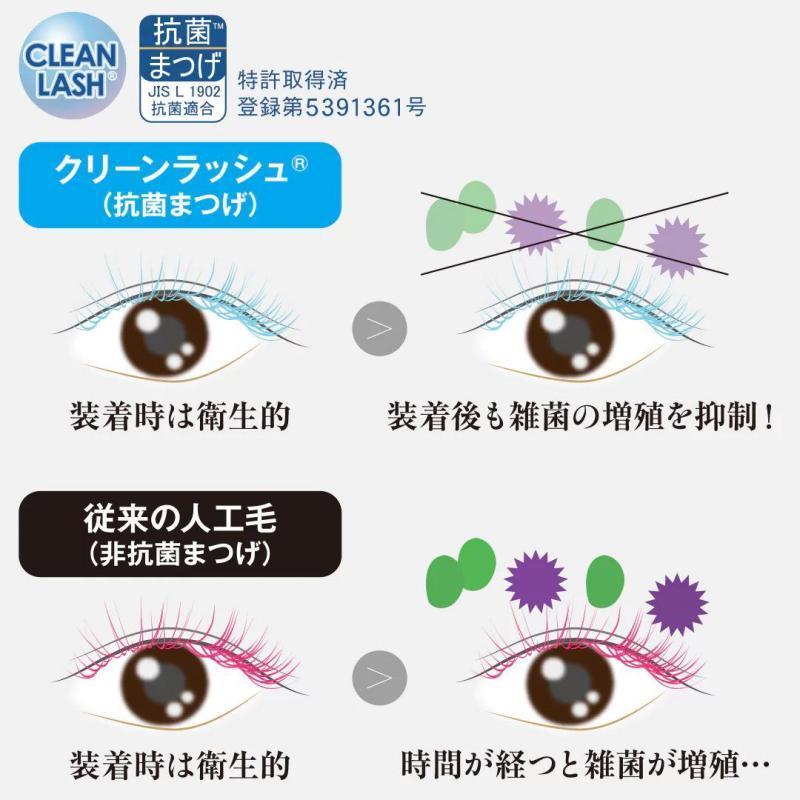 CLEAN
LASH®
抗菌™
まつげ
JIS L 1902
抗菌適合
特許取得済
登録第5391361号
クリーンラッシュ®
（抗菌まつげ）
装着時は衛生的
>
装着後も雑菌の増殖を抑制！
従来の人工毛
（非抗菌まつげ）
装着時は衛生的
>
時間が経つと雑菌が増殖…